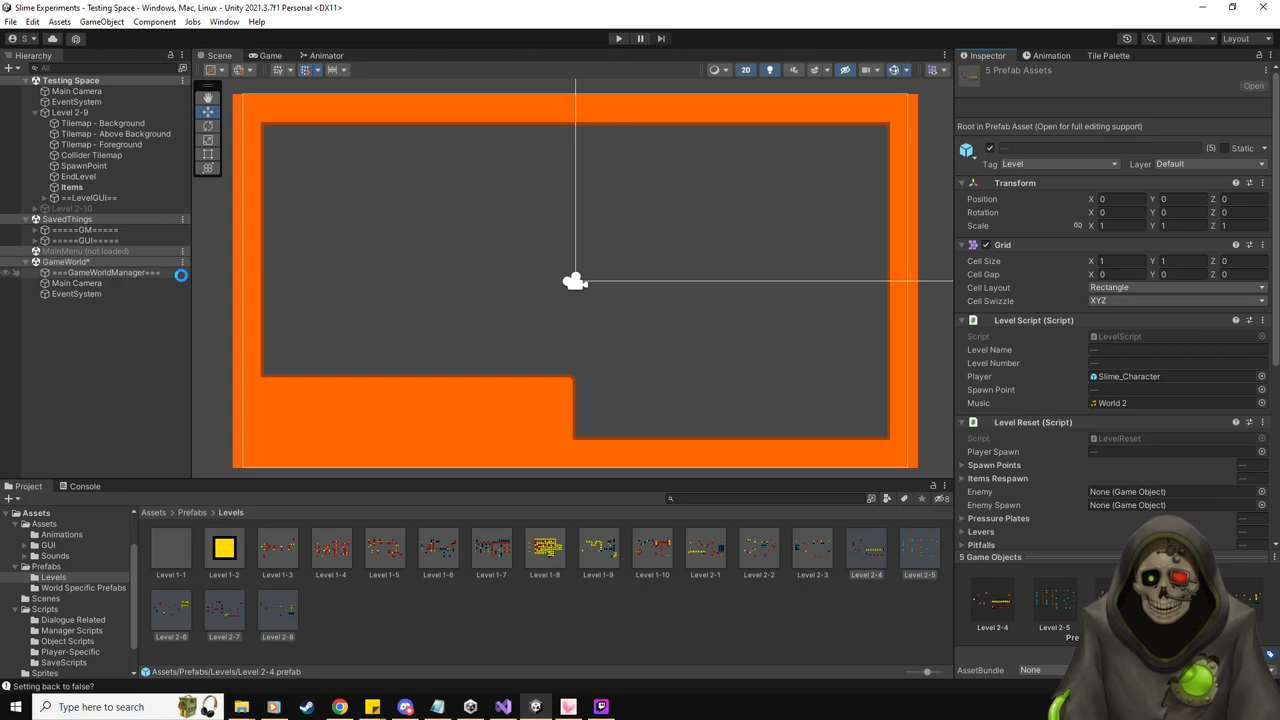 Slime Experiments - Testing Space - Windows, Mac, Linux - Unity 2021.3.7f1 Personal <DX11>
File Edit Assets GameObject Component Jobs Window Help
S Layers Layout
Hierarchy Scene Game Animator Inspector Animation Tile Palette
All 2D 5 Prefab Assets
Open
Testing Space
Main Camera
EventSystem
Level 2-9
Tilemap - Background
Tilemap - Above Background
Tilemap - Foreground
Collider Tilemap
SpawnPoint
EndLevel
Items
==LevelGUI==
Level 2-10
SavedThings
=====GM=====
=====GUI=====
MainMenu (not loaded)
GameWorld*
===GameWorldManager===
Main Camera
EventSystem
Root in Prefab Asset (Open for full editing support)
— (5) Static
Tag Level Layer Default
Transform
Position X 0 Y 0 Z 0
Rotation X 0 Y 0 Z 0
Scale X 1 Y 1 Z 1
Grid
Cell Size X 1 Y 1 Z 0
Cell Gap X 0 Y 0 Z 0
Cell Layout Rectangle
Cell Swizzle XYZ
Level Script (Script)
Script LevelScript
Level Name —
Level Number —
Player Slime_Character
Spawn Point —
Music World 2
Level Reset (Script)
Script LevelReset
Player Spawn —
Spawn Points —
Items Respawn —
Enemy None (Game Object)
Enemy Spawn None (Game Object)
Pressure Plates —
Levers —
Pitfalls
5 Game Objects
Level 2-4 Level 2-5
Pre
AssetBundle None
Project Console
8
Assets
Assets
Animations
GUI
Sounds
Prefabs
Levels
World Specific Prefabs
Scenes
Scripts
Dialogue Related
Manager Scripts
Object Scripts
Player-Specific
SaveScripts
Sprites
Assets > Prefabs > Levels
Level 1-1 Level 1-2 Level 1-3 Level 1-4 Level 1-5 Level 1-6 Level 1-7 Level 1-8 Level 1-9 Level 1-10 Level 2-1 Level 2-2 Level 2-3 Level 2-4 Level 2-5
Level 2-6 Level 2-7 Level 2-8
Assets/Prefabs/Levels/Level 2-4.prefab
Setting back to false?
Type here to search